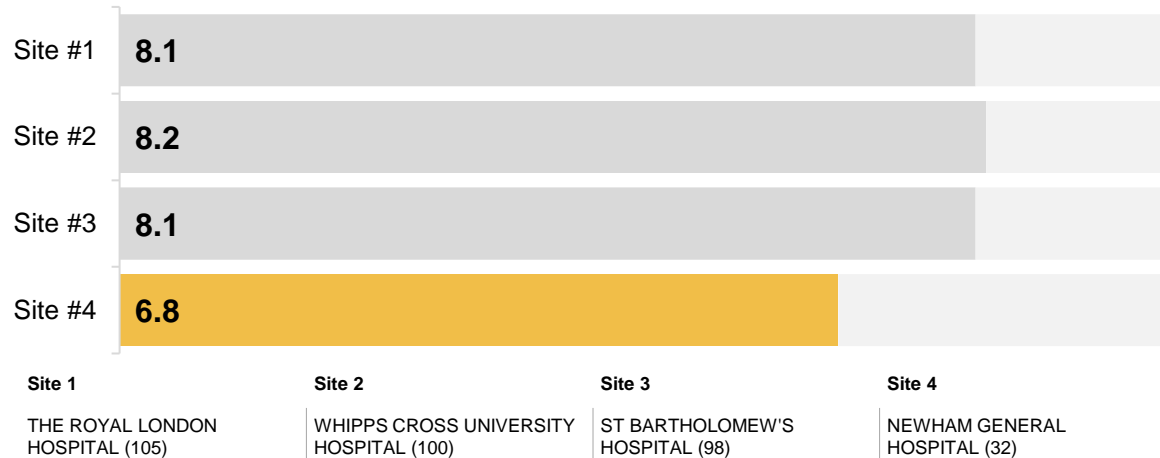 Site #1 8.1
Site #2 8.2
Site #3 8.1
Site #4 6.8
Site 1
THE ROYAL LONDON
HOSPITAL (105)
Site 2
WHIPPS CROSS UNIVERSITY
HOSPITAL (100)
Site 3
ST BARTHOLOMEW'S
HOSPITAL (98)
Site 4
NEWHAM GENERAL
HOSPITAL (32)